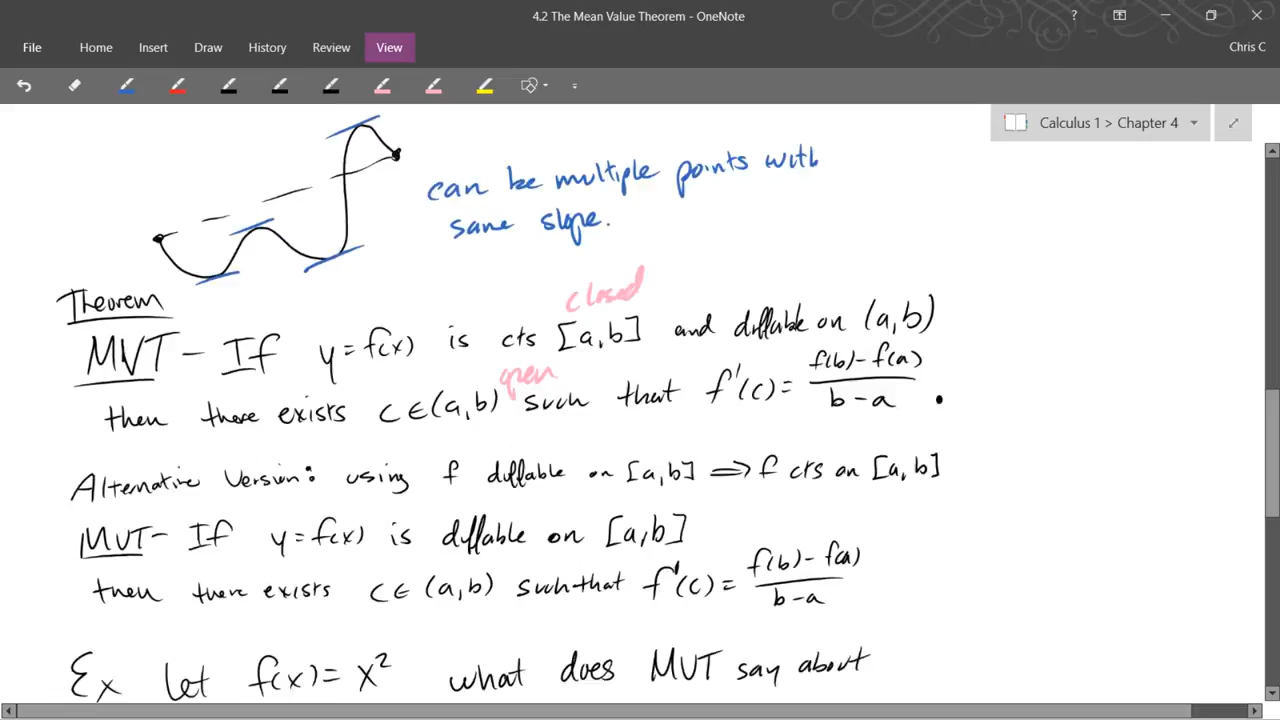 4.2 The Mean Value Theorem - OneNote
?
File Home Insert Draw History Review View
Chris C
Calculus 1 > Chapter 4
can be multiple points with
same slope.
Theorem
closed
MVT - If y=f(x) is cts [a,b] and diffable on (a,b)
open
then there exists c∈(a,b) such that f'(c) = (f(b)-f(a))/(b-a) .
Alternative Version: using f diffable on [a,b] ⟹ f cts on [a,b]
MVT - If y=f(x) is diffable on [a,b]
then there exists c∈(a,b) such that f'(c) = (f(b)-f(a))/(b-a)
Ex let f(x)=x² what does MVT say about